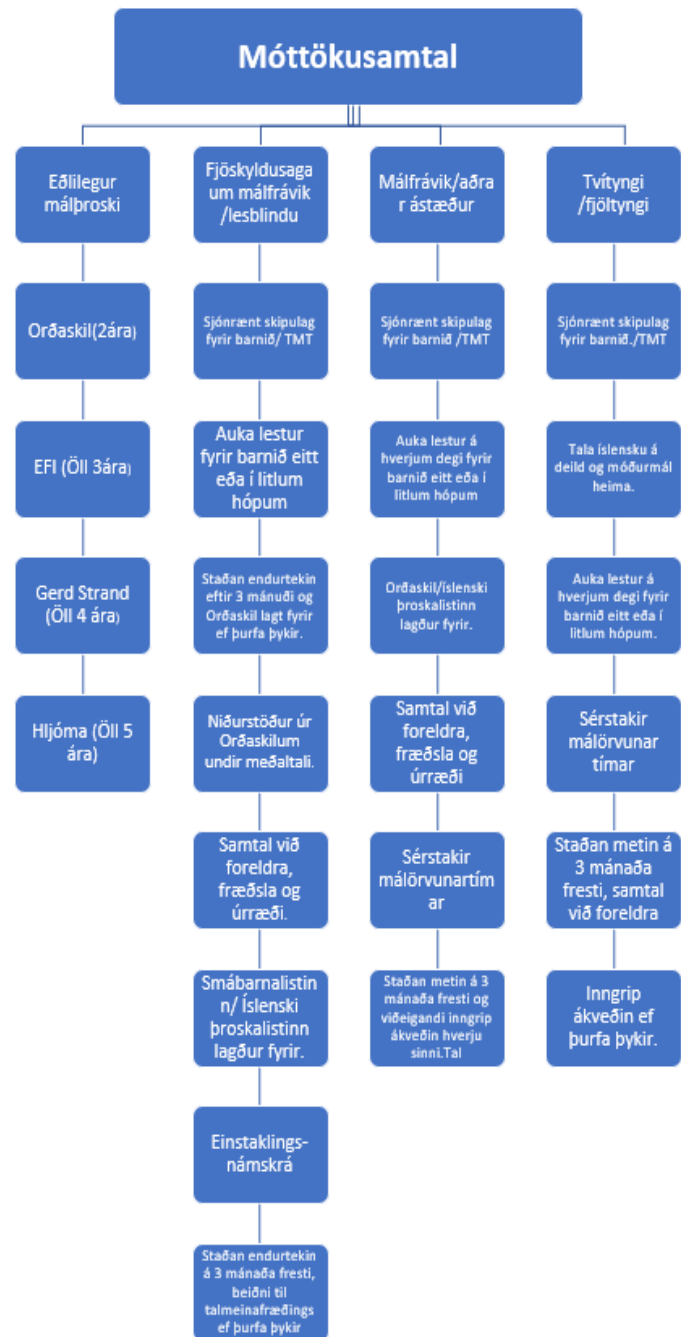 Móttökusamtal
Eðlilegur
málþroski
Orðaskil(2ára)
EFI (Öll 3ára)
Gerd Strand
(Öll 4 ára)
Hljóma (Öll 5
ára)
Fjöskyldusaga
um málfrávik
/lesblindu
Sjónrænt skipulag
fyrir barnið/ TMT
Auka lestur
fyrir barnið eitt
eða í litlum
hópum
Staðan endurtekin
eftir 3 mánuði og
Orðaskil lagt fyrir
ef þurfa þykir.
Niðurstöður úr
Orðaskilum
undir meðaltali.
Samtal við
foreldra,
fræðsla og
úrræði.
Smábarnalistin
n/ Íslenski
þroskalistinn
lagður fyrir.
Einstaklings-
námskrá
Staðan endurtekin
á 3 mánaða fresti,
beiðni til
talmeinafræðings
ef þurfa þykir
Málfrávik/aðra
r ástæður
Sjónrænt skipulag
fyrir barnið /TMT
Auka lestur á
hverjum degi fyrir
barnið eitt eða í
litlum hópum
Orðaskil/íslenski
þroskalistinn
lagður fyrir.
Samtal við
foreldra,
fræðsla og
úrræði
Sérstakir
málörvunartím
ar
Staðan metin á 3
mánaða fresti og
viðeigandi inngrip
ákveðin hverju
sinni.Tal
Tvítyngi
/fjöltyngi
Sjónrænt skipulag
fyrir barnið./TMT
Tala íslensku á
deild og móðurmál
heima.
Auka lestur á
hverjum degi fyrir
barnið eitt eða í
litlum hópum.
Sérstakir
málörvunar
tímar
Staðan metin á
3 mánaða
fresti, samtal
við foreldra
Inngrip
ákveðin ef
þurfa þykir.